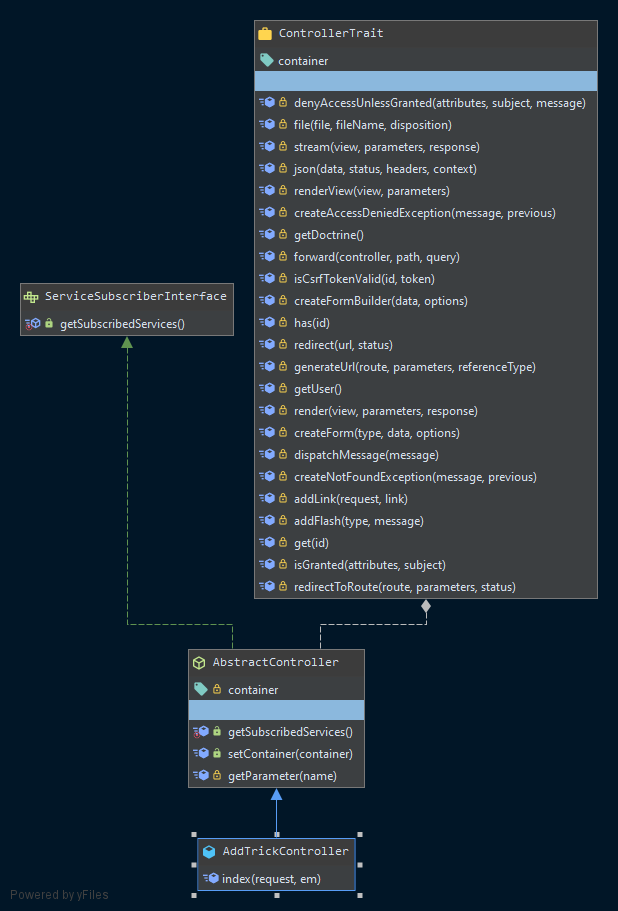 ControllerTrait
container
denyAccessUnlessGranted(attributes, subject, message)
file(file, fileName, disposition)
stream(view, parameters, response)
json(data, status, headers, context)
renderView(view, parameters)
createAccessDeniedException(message, previous)
getDoctrine()
forward(controller, path, query)
isCsrfTokenValid(id, token)
createFormBuilder(data, options)
has(id)
redirect(url, status)
generateUrl(route, parameters, referenceType)
getUser()
render(view, parameters, response)
createForm(type, data, options)
dispatchMessage(message)
createNotFoundException(message, previous)
addLink(request, link)
addFlash(type, message)
get(id)
isGranted(attributes, subject)
redirectToRoute(route, parameters, status)
ServiceSubscriberInterface
getSubscribedServices()
AbstractController
container
getSubscribedServices()
setContainer(container)
getParameter(name)
AddTrickController
index(request, em)
Powered by yFiles